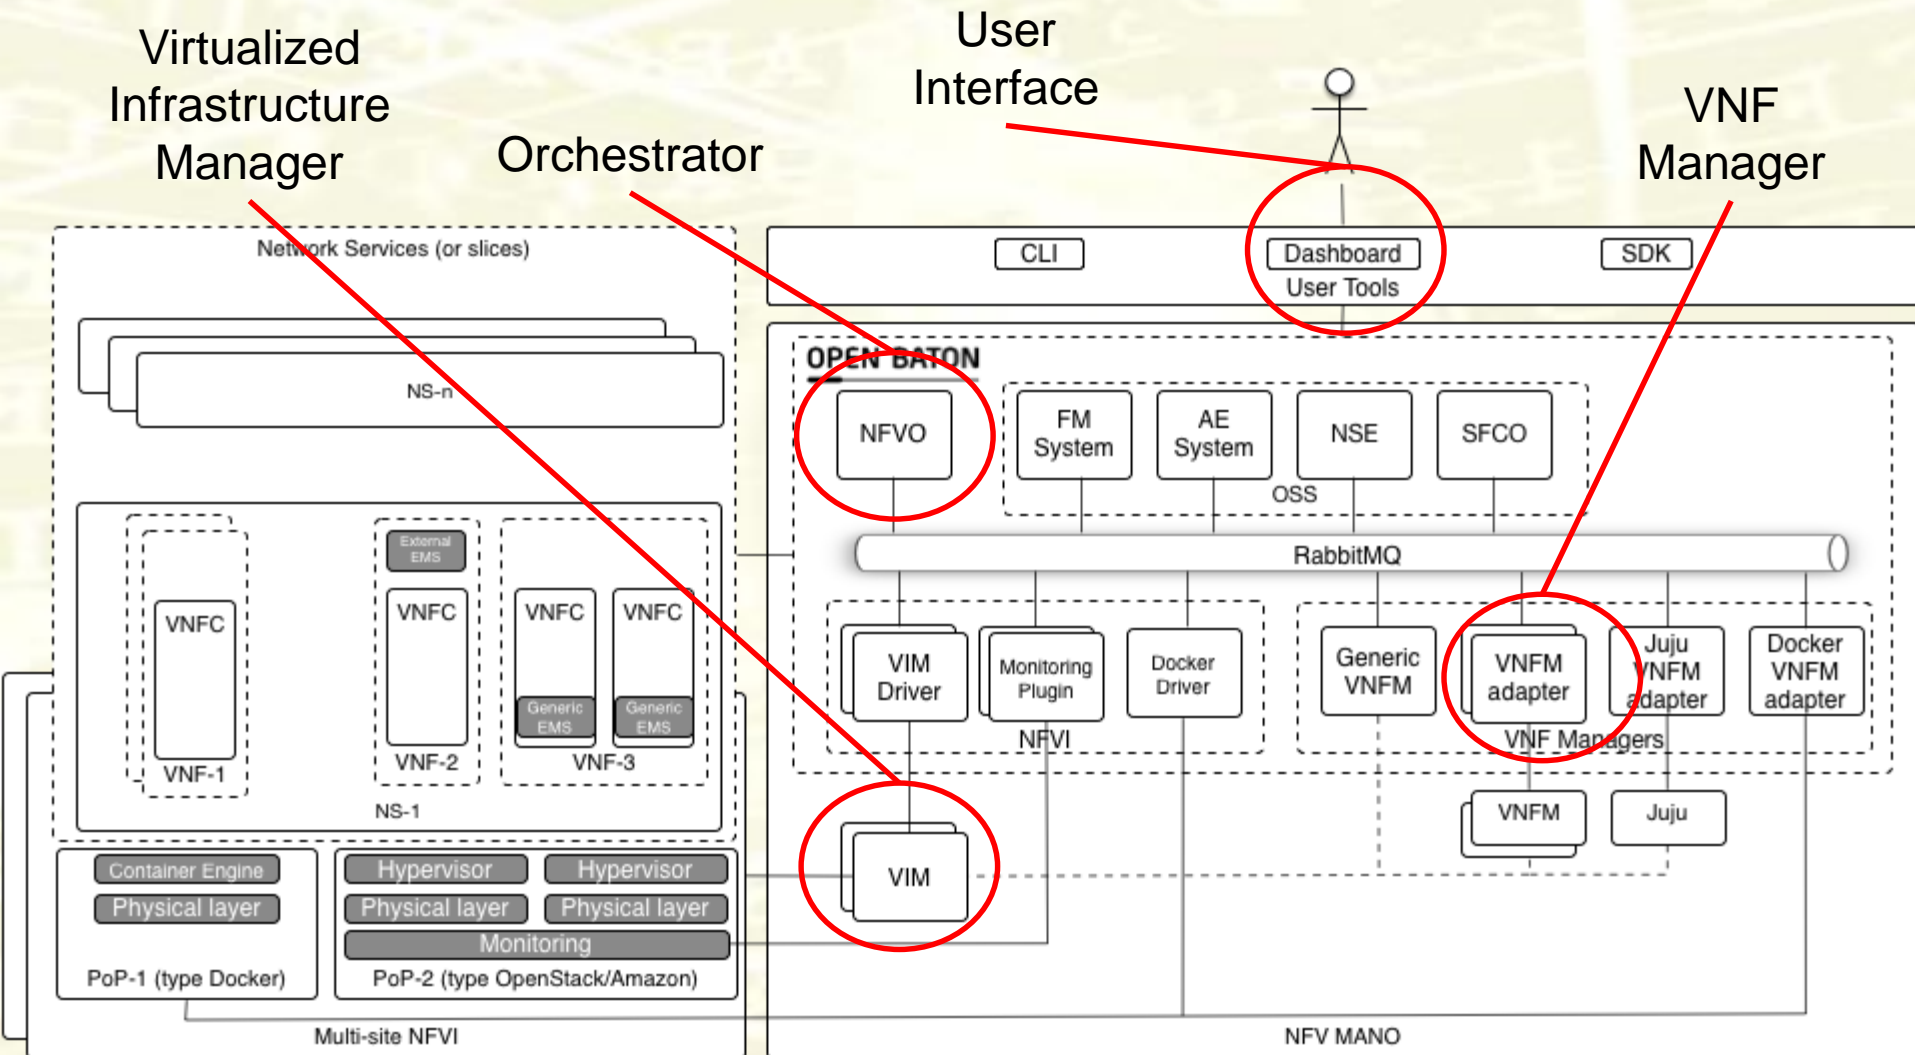 Virtualized
Infrastructure
Manager
Orchestrator
User
Interface
VNF
Manager
Network Services (or slices)
NS-n
External
EMS
VNFC
VNFC
VNFC
VNFC
Generic
EMS
Generic
EMS
VNF-1
VNF-2
VNF-3
NS-1
Container Engine
Physical layer
PoP-1 (type Docker)
Hypervisor
Hypervisor
Physical layer
Physical layer
Monitoring
PoP-2 (type OpenStack/Amazon)
Multi-site NFVI
CLI
Dashboard
SDK
User Tools
OPEN BATON
NFVO
FM
System
AE
System
NSE
SFCO
OSS
RabbitMQ
VIM
Driver
Monitoring
Plugin
Docker
Driver
NFVI
Generic
VNFM
VNFM
adapter
Juju
VNFM
adapter
Docker
VNFM
adapter
VNF Managers
VIM
VNFM
Juju
NFV MANO